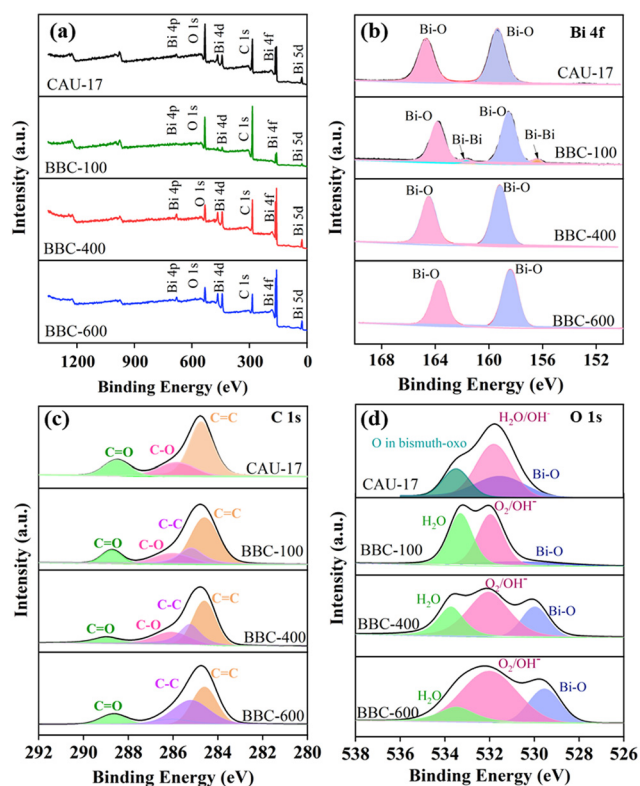 (a)
Bi 4p
O 1s
Bi 4d
C 1s
Bi 4f
Bi 5d
CAU-17
Bi 4p
O 1s
Bi 4d
C 1s
Bi 4f
Bi 5d
BBC-100
Bi 4p
O 1s
Bi 4d
C 1s
Bi 4f
Bi 5d
BBC-400
Bi 4p
O 1s
Bi 4d
C 1s
Bi 4f
Bi 5d
BBC-600
Intensity (a.u.)
1350 1200 900 600 300 150 0
Binding Energy (eV)
(b) Bi 4f
Bi-O Bi-O
CAU-17
Bi-O Bi-O
Bi-Bi Bi-Bi
BBC-100
Bi-O Bi-O
BBC-400
Bi-O Bi-O
BBC-600
Intensity (a.u.)
170 164 160 156 150
Binding Energy (eV)
(c) C 1s
C=C
C=O C-O
CAU-17
C-C C=C
C=O C-O
BBC-100
C-C C=C
C=O C-O
BBC-400
C-C C=C
C=O
BBC-600
Intensity (a.u.)
292 290 288 286 284 282 280
Binding Energy (eV)
(d) O 1s
H₂O/OH⁻
O in bismuth-oxo
Bi-O
CAU-17
O₂/OH⁻
H₂O
Bi-O
BBC-100
O₂/OH⁻
H₂O Bi-O
BBC-400
O₂/OH⁻
H₂O Bi-O
BBC-600
Intensity (a.u.)
538 536 534 532 530 528 526
Binding Energy (eV)